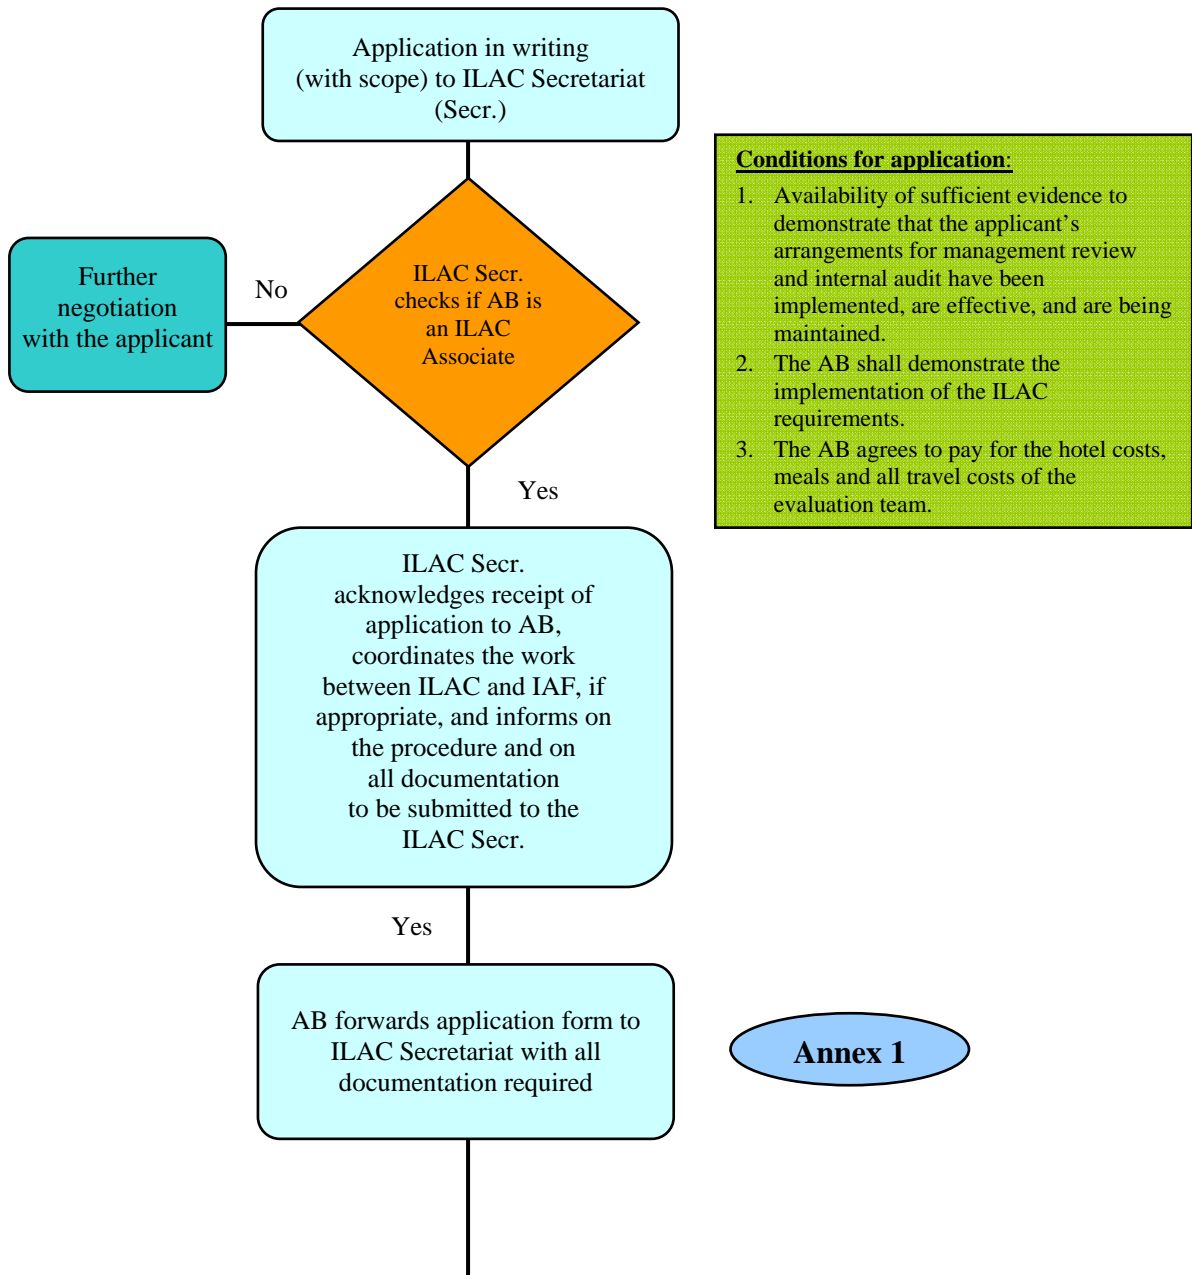 Application in writing
(with scope) to ILAC Secretariat
(Secr.)
Conditions for application:
1. Availability of sufficient evidence to
demonstrate that the applicant's
arrangements for management review
and internal audit have been
implemented, are effective, and are being
maintained.
2. The AB shall demonstrate the
implementation of the ILAC
requirements.
3. The AB agrees to pay for the hotel costs,
meals and all travel costs of the
evaluation team.
Further
negotiation
with the applicant
No
ILAC Secr.
checks if AB is
an ILAC
Associate
Yes
ILAC Secr.
acknowledges receipt of
application to AB,
coordinates the work
between ILAC and IAF, if
appropriate, and informs on
the procedure and on
all documentation
to be submitted to the
ILAC Secr.
Yes
AB forwards application form to
ILAC Secretariat with all
documentation required
Annex 1